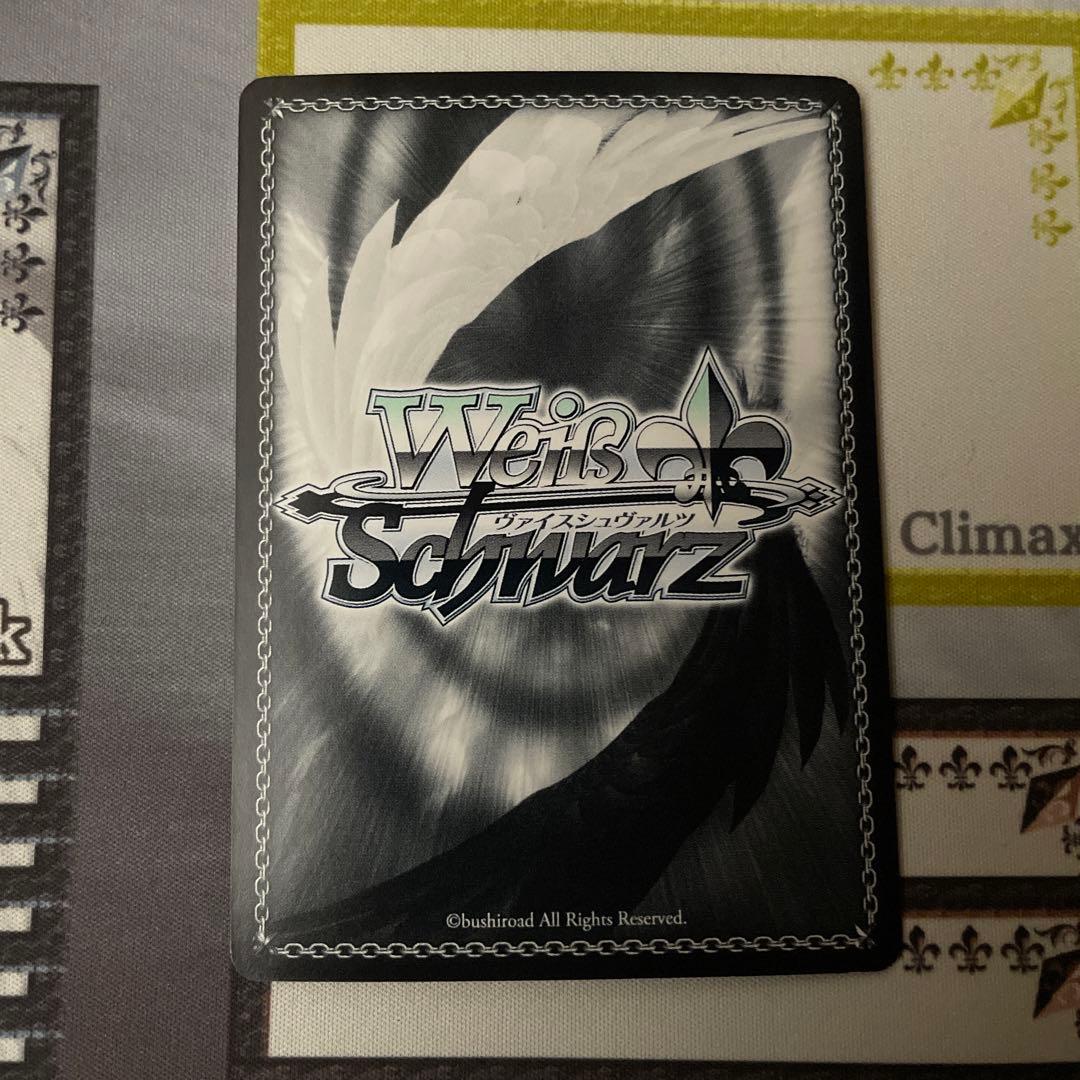 Weiß
ヴァイスシュヴァルツ
Schwarz
©bushiroad All Rights Reserved.
Climax